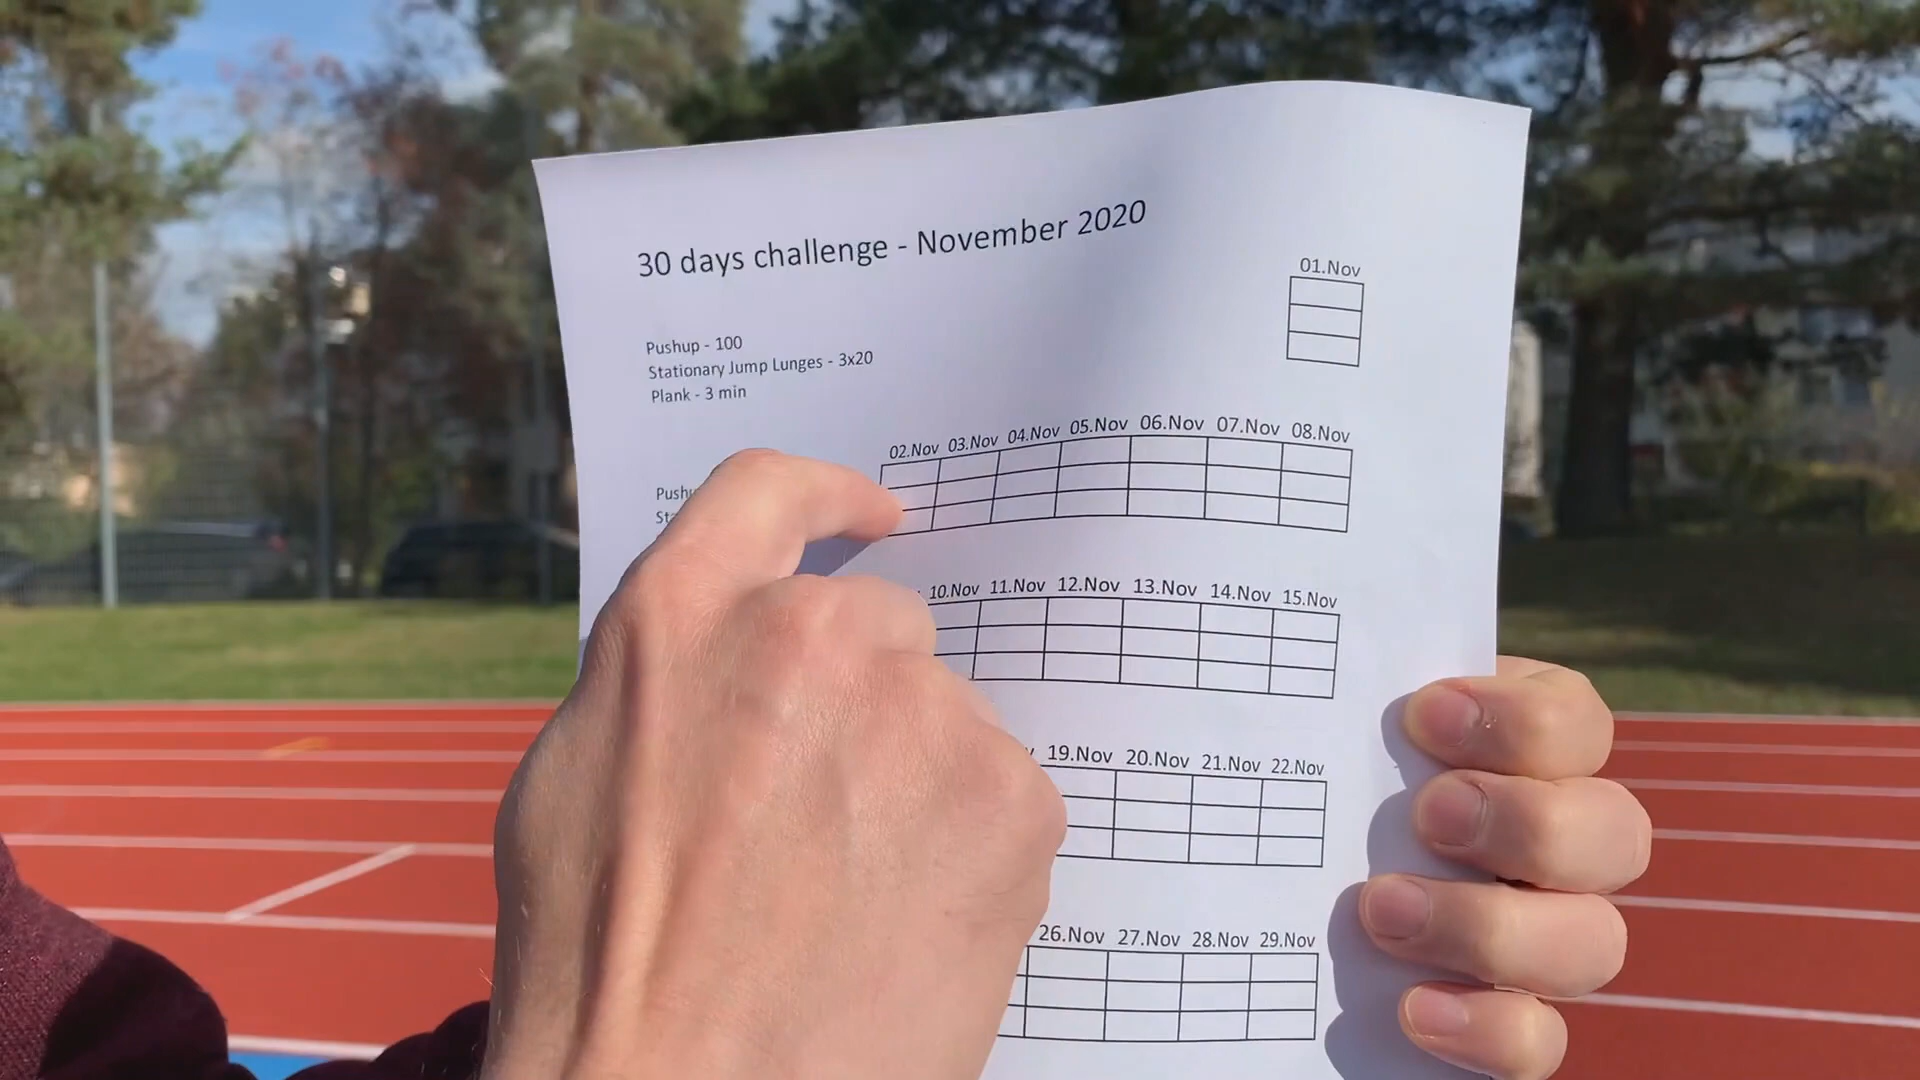 30 days challenge - November 2020
01.Nov
Pushup - 100
Stationary Jump Lunges - 3x20
Plank - 3 min
02.Nov 03.Nov 04.Nov 05.Nov 06.Nov 07.Nov 08.Nov
10.Nov 11.Nov 12.Nov 13.Nov 14.Nov 15.Nov
19.Nov 20.Nov 21.Nov 22.Nov
26.Nov 27.Nov 28.Nov 29.Nov